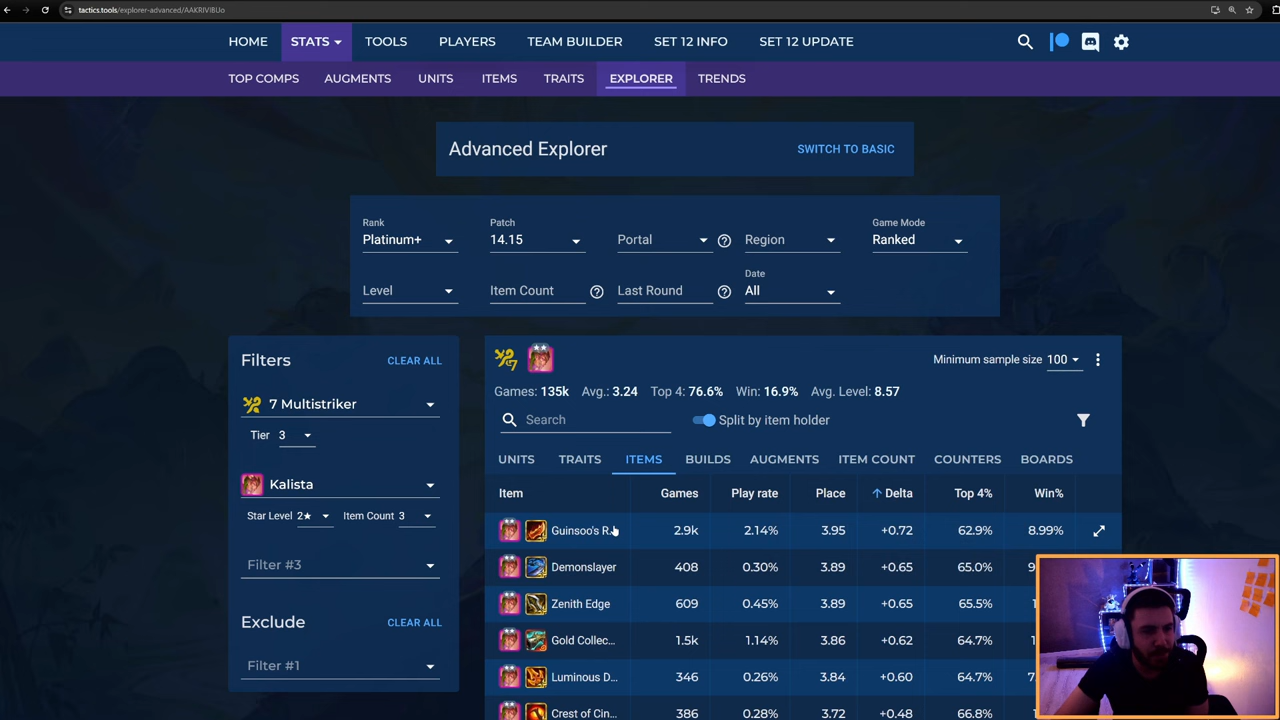 tactics.tools/explorer-advanced/AAKRIVIBUo
HOME STATS TOOLS PLAYERS TEAM BUILDER SET 12 INFO SET 12 UPDATE
TOP COMPS AUGMENTS UNITS ITEMS TRAITS EXPLORER TRENDS
Advanced Explorer SWITCH TO BASIC
Rank Patch Game Mode
Platinum+ 14.15 Portal Region Ranked
Date
Level Item Count Last Round All
Filters CLEAR ALL
7 Multistriker
Tier 3
Kalista
Star Level 2★ Item Count 3
Filter #3
Exclude CLEAR ALL
Filter #1
7
Minimum sample size 100
Games: 135k Avg.: 3.24 Top 4: 76.6% Win: 16.9% Avg. Level: 8.57
Search Split by item holder
UNITS TRAITS ITEMS BUILDS AUGMENTS ITEM COUNT COUNTERS BOARDS
Item Games Play rate Place Delta Top 4% Win%
Guinsoo's R... 2.9k 2.14% 3.95 +0.72 62.9% 8.99%
Demonslayer 408 0.30% 3.89 +0.65 65.0%
Zenith Edge 609 0.45% 3.89 +0.65 65.5%
Gold Collec... 1.5k 1.14% 3.86 +0.62 64.7%
Luminous D... 346 0.26% 3.84 +0.60 64.7%
Crest of Cin... 386 0.28% 3.72 +0.48 66.8%